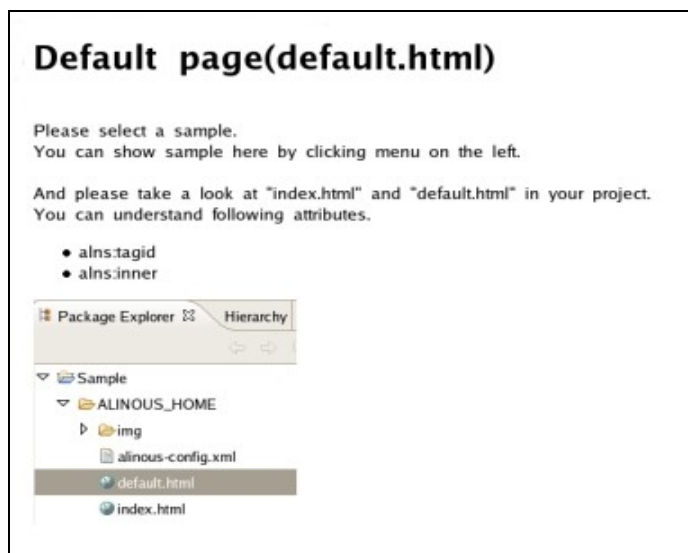 Default page(default.html)
Please select a sample.
You can show sample here by clicking menu on the left.
And please take a look at "index.html" and "default.html" in your project.
You can understand following attributes.
• alns:tagid
• alns:inner
Package Explorer Hierarchy
Sample
ALINOUS_HOME
img
alinous-config.xml
default.html
index.html